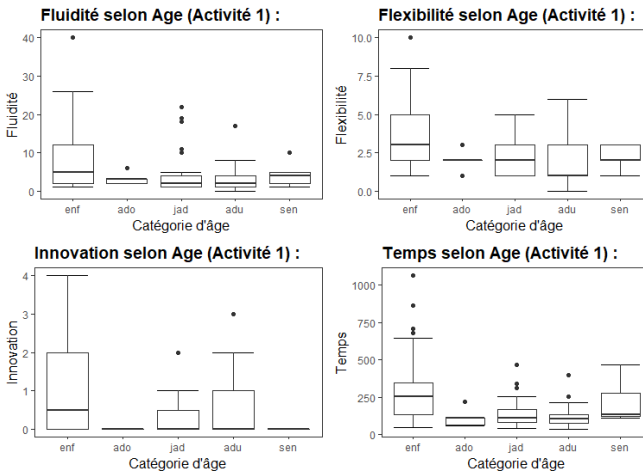 Fluidité selon Age (Activité 1) :
40
30
20
10
0
Fluidité
enf ado jad adu sen
Catégorie d'âge
Flexibilité selon Age (Activité 1) :
10.0
7.5
5.0
2.5
0.0
Flexibilité
enf ado jad adu sen
Catégorie d'âge
Innovation selon Age (Activité 1) :
4
3
2
1
0
Innovation
enf ado jad adu sen
Catégorie d'âge
Temps selon Age (Activité 1) :
1000
750
500
250
0
Temps
enf ado jad adu sen
Catégorie d'âge